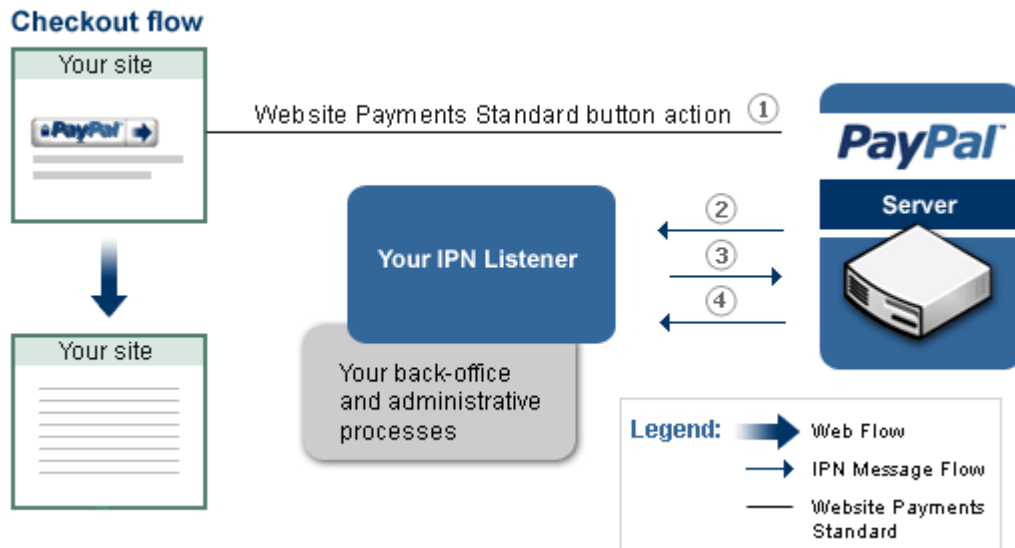 Checkout flow
Your site
PayPal
Website Payments Standard button action 1
PayPal™
Server
2
3
4
Your IPN Listener
Your site
Your back-office
and administrative
processes
Legend:
Web Flow
IPN Message Flow
Website Payments
Standard